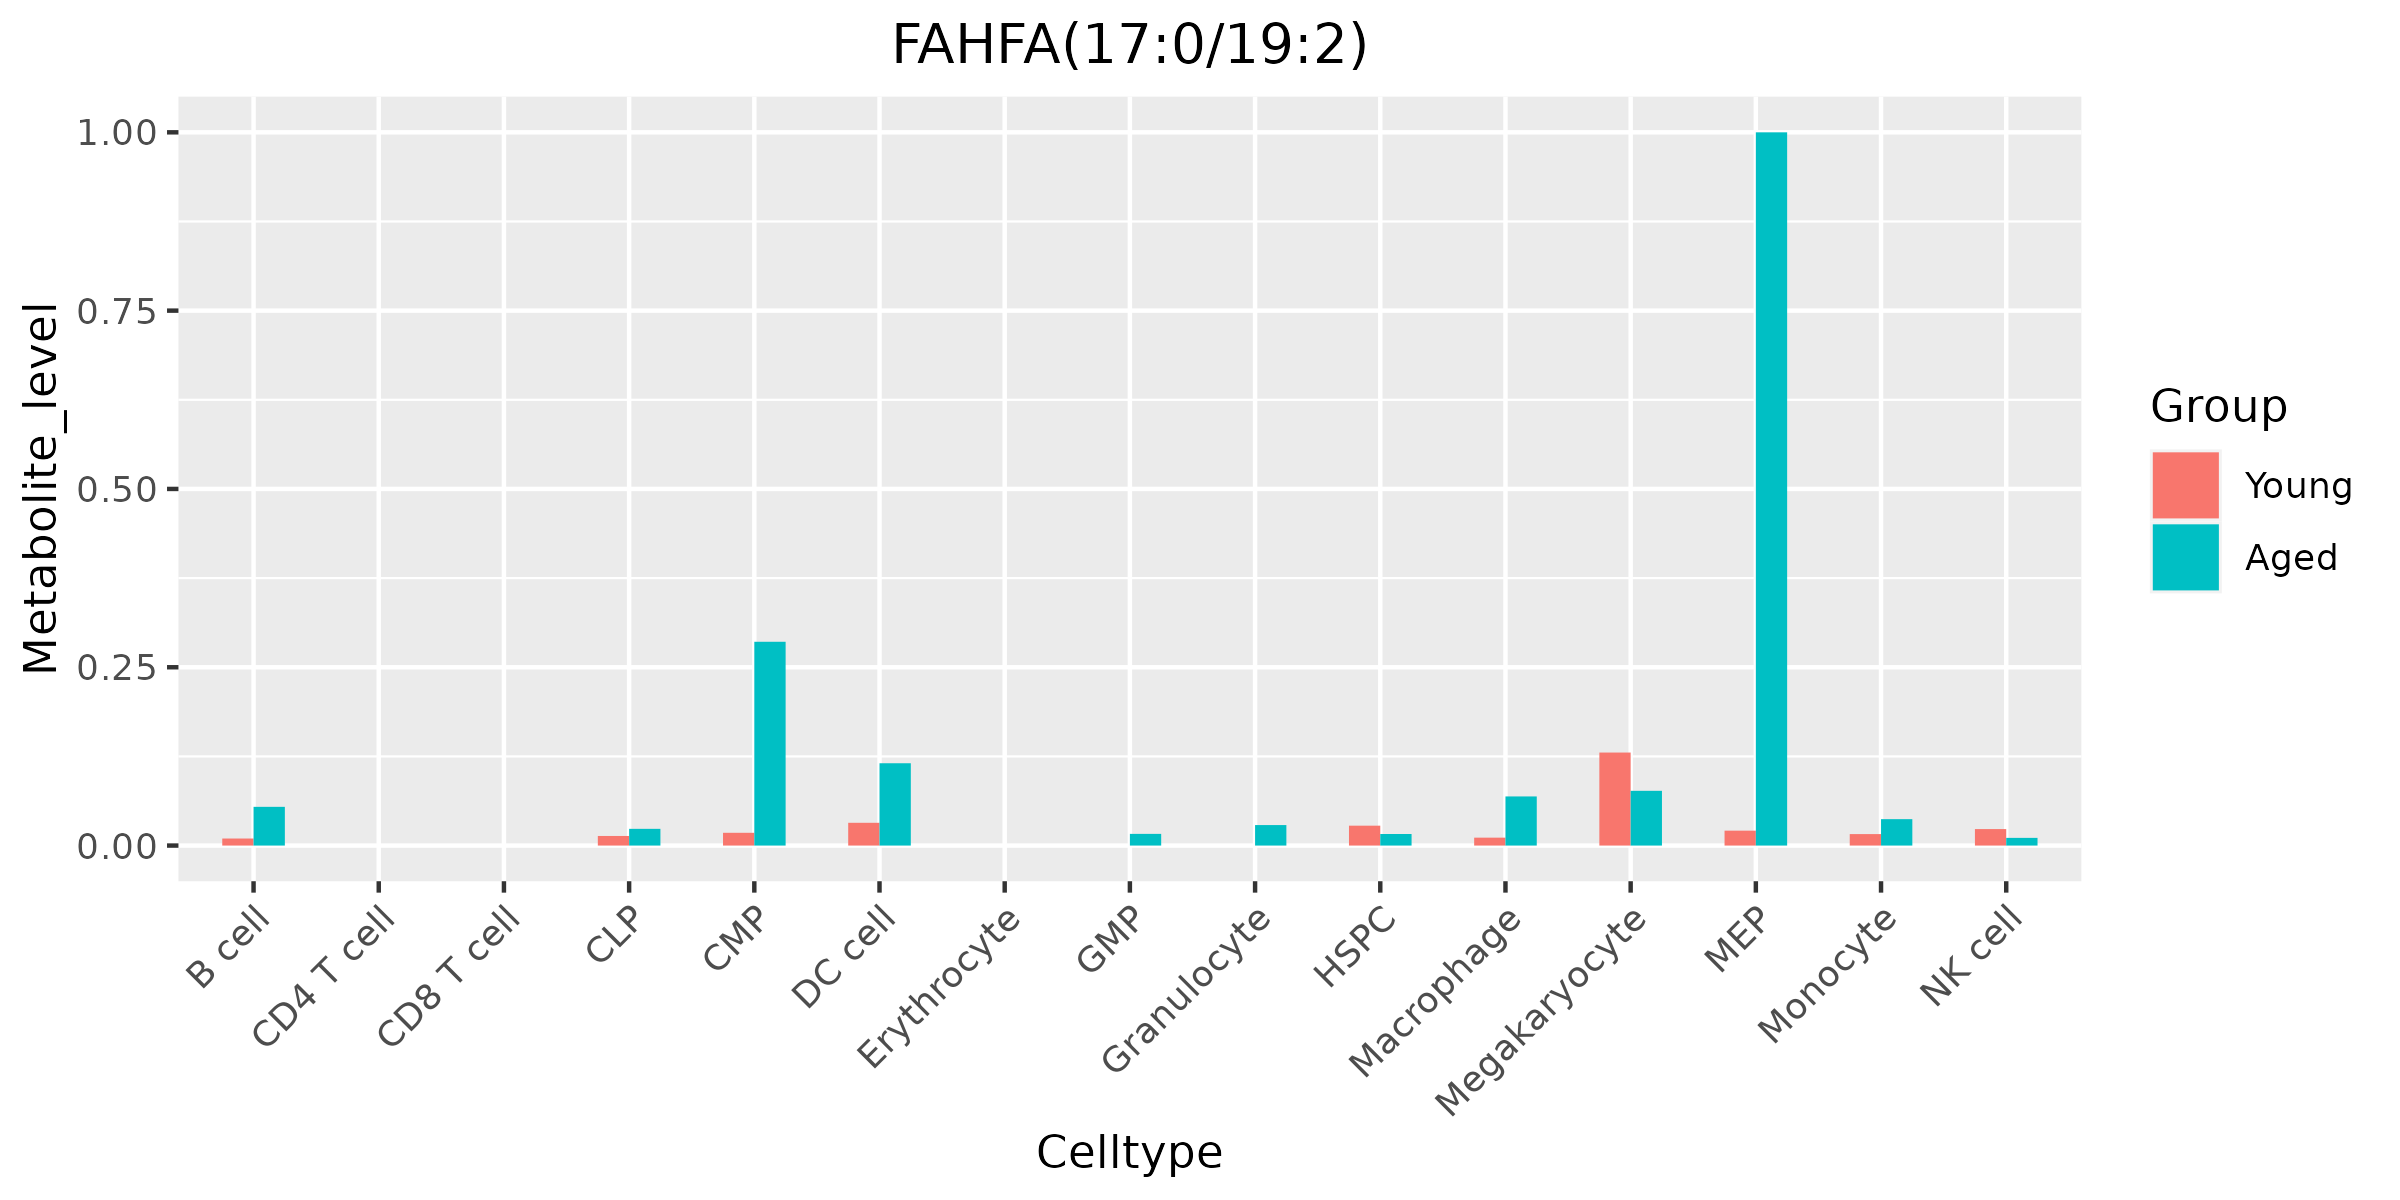 FAHFA(17:0/19:2)
Metabolite_level
1.00
0.75
0.50
0.25
0.00
B cell
CD4 T cell
CD8 T cell
CLP
CMP
DC cell
Erythrocyte
GMP
Granulocyte
HSPC
Macrophage
Megakaryocyte
MEP
Monocyte
NK cell
Celltype
Group
Young
Aged